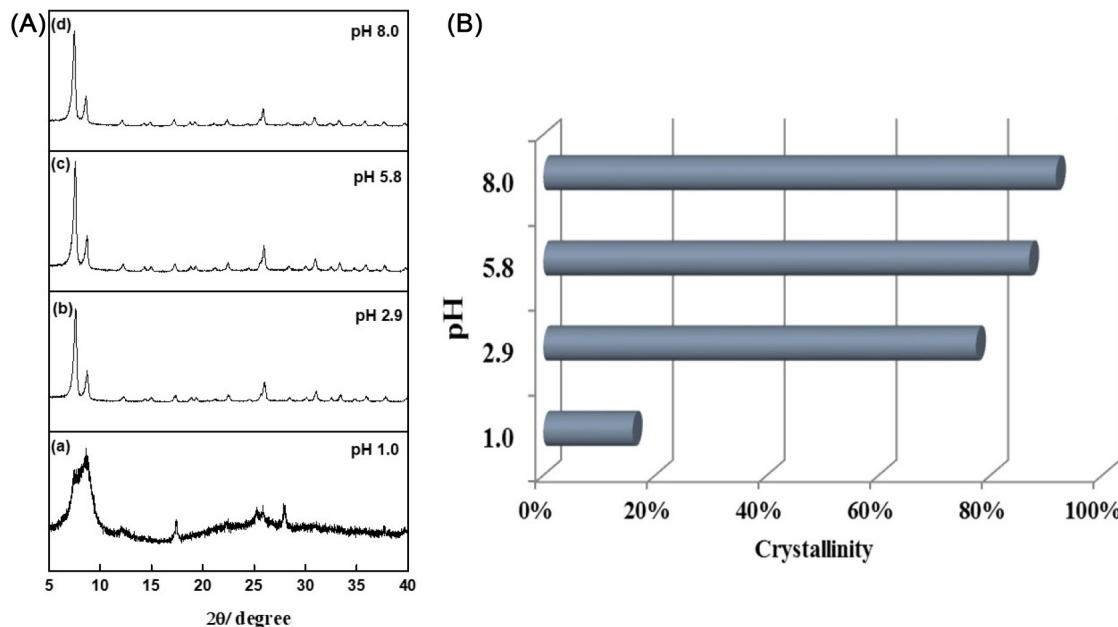 (A)
(d)
pH 8.0
(c)
pH 5.8
(b)
pH 2.9
(a)
pH 1.0
5 10 15 20 25 30 35 40
2θ/ degree
(B)
8.0
5.8
2.9
1.0
pH
0% 20% 40% 60% 80% 100%
Crystallinity